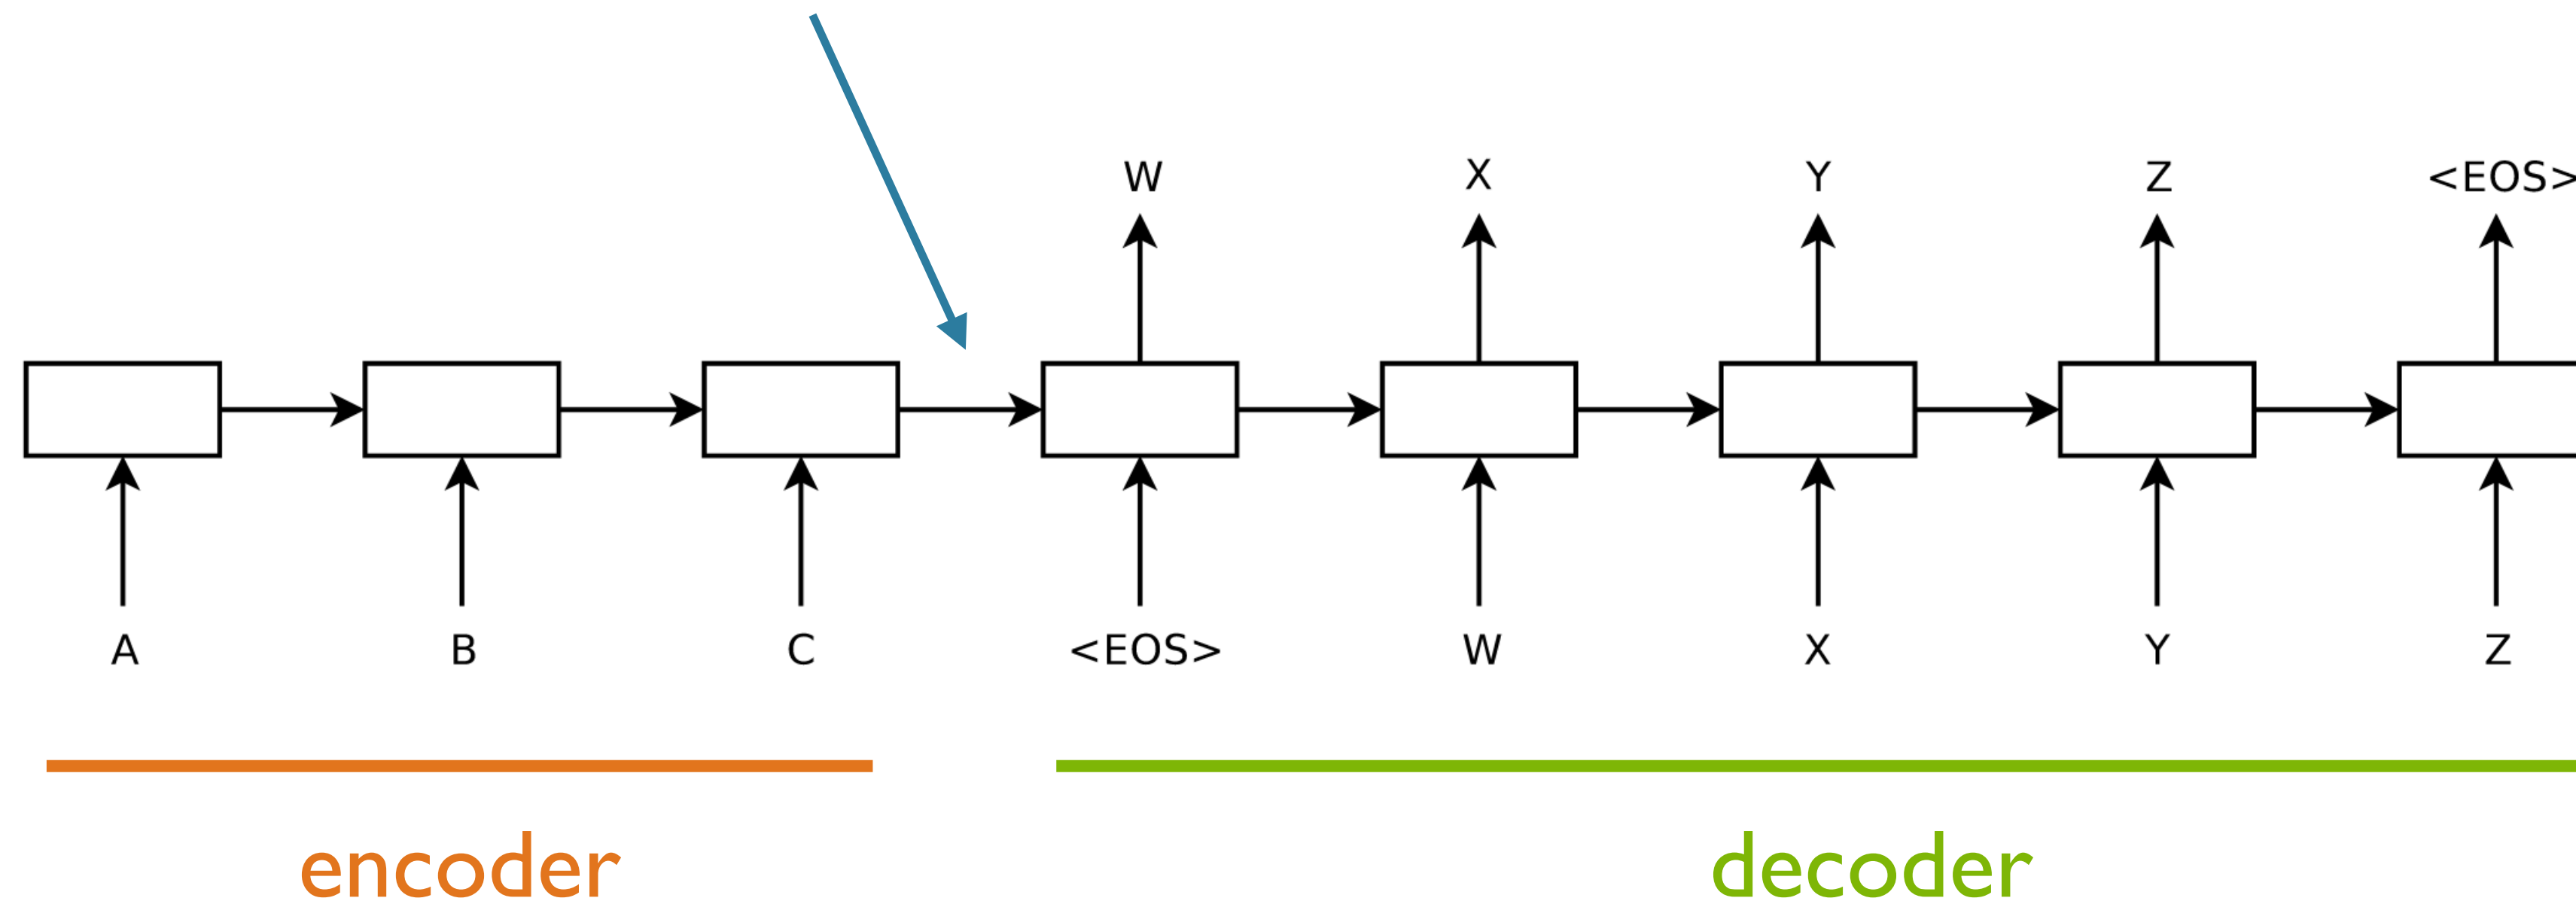 W X Y Z <EOS>
A B C <EOS> W X Y Z
encoder decoder